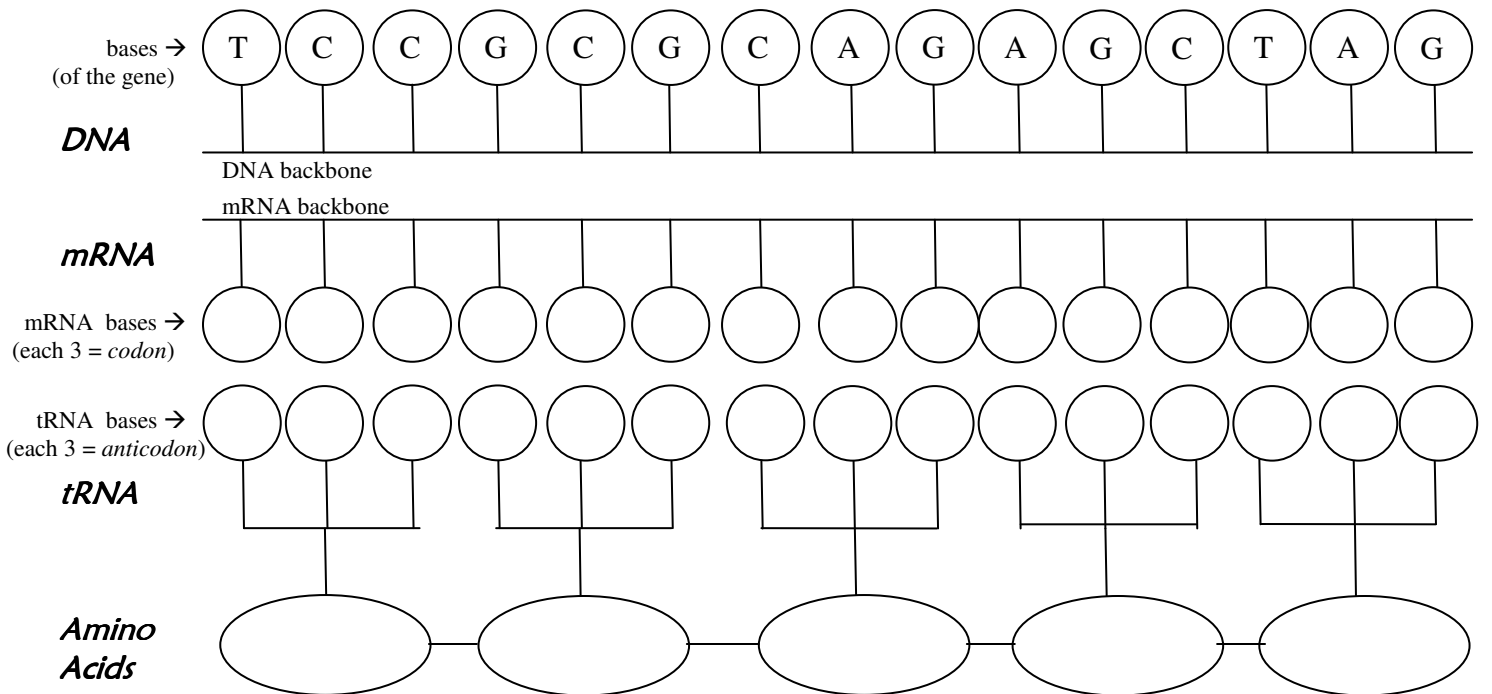 bases → T C C G C G C A G A G C T A G
(of the gene)
DNA
DNA backbone
mRNA backbone
mRNA
mRNA bases →
(each 3 = codon)
tRNA bases →
(each 3 = anticodon)
tRNA
Amino
Acids